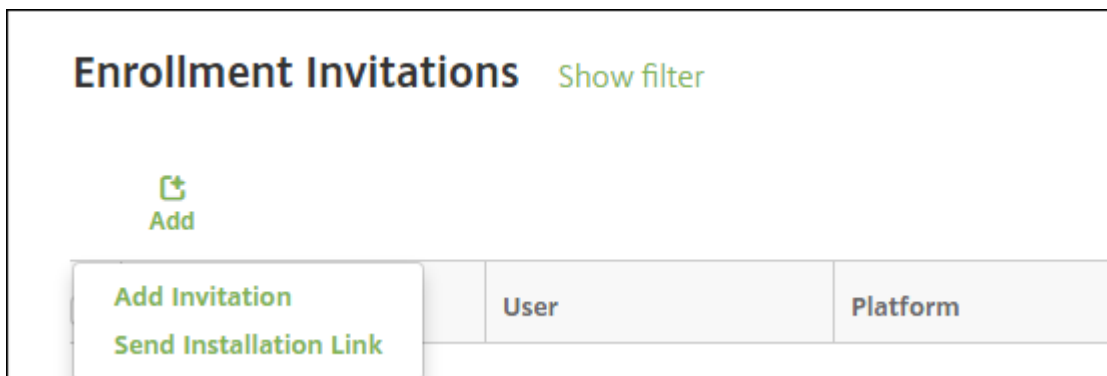 Enrollment Invitations Show filter
Add
Add Invitation
User Platform
Send Installation Link